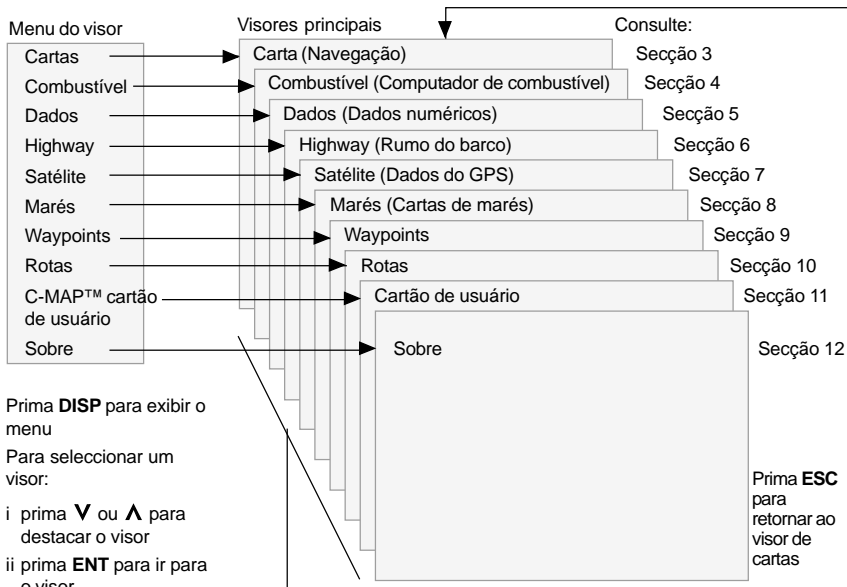 Menu do visor
Cartas
Combustível
Dados
Highway
Satélite
Marés
Waypoints
Rotas
C-MAP™ cartão
de usuário
Sobre
Visores principais
Consulte:
Carta (Navegação)
Secção 3
Combustível (Computador de combustível)
Secção 4
Dados (Dados numéricos)
Secção 5
Highway (Rumo do barco)
Secção 6
Satélite (Dados do GPS)
Secção 7
Marés (Cartas de marés)
Secção 8
Waypoints
Secção 9
Rotas
Secção 10
Cartão de usuário
Secção 11
Sobre
Secção 12
Prima DISP para exibir o
menu
Para seleccionar um
visor:
i prima V ou Λ para
destacar o visor
ii prima ENT para ir para
o visor
Prima ESC
para
retornar ao
visor de
cartas